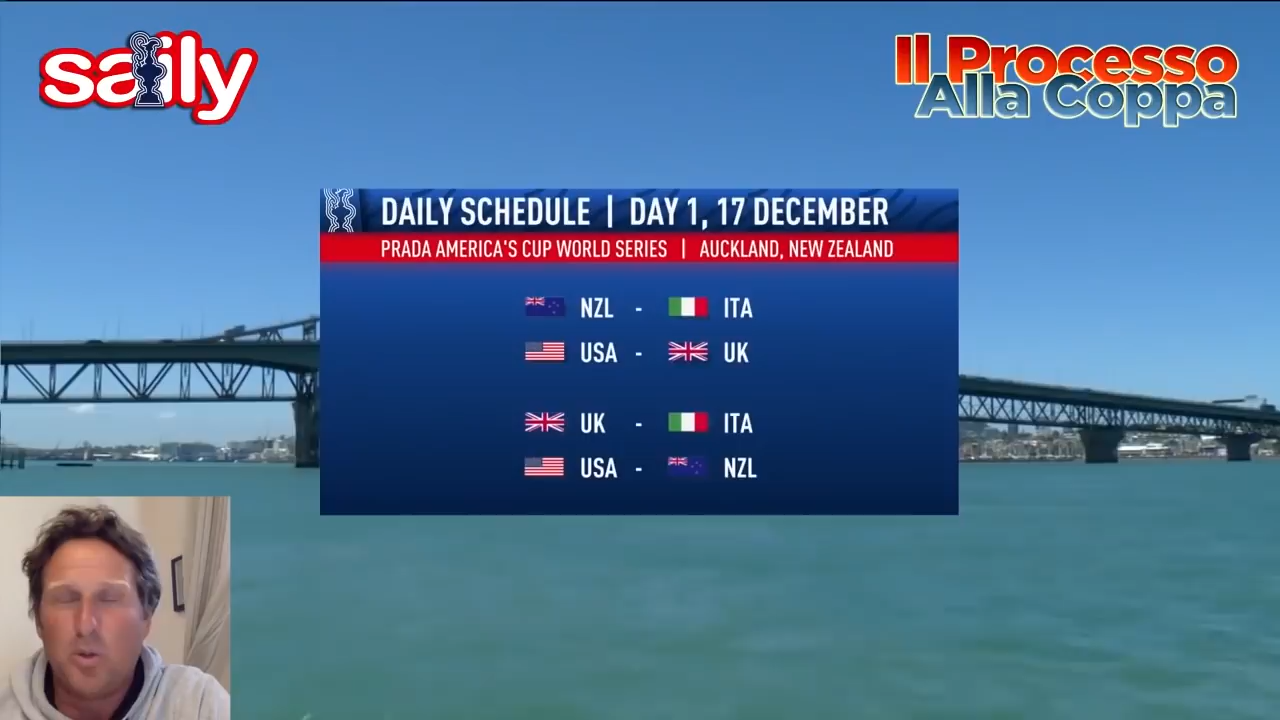 saily
Il Processo
Alla Coppa
DAILY SCHEDULE | DAY 1, 17 DECEMBER
PRADA AMERICA'S CUP WORLD SERIES | AUCKLAND, NEW ZEALAND
NZL - ITA
USA - UK
UK - ITA
USA - NZL